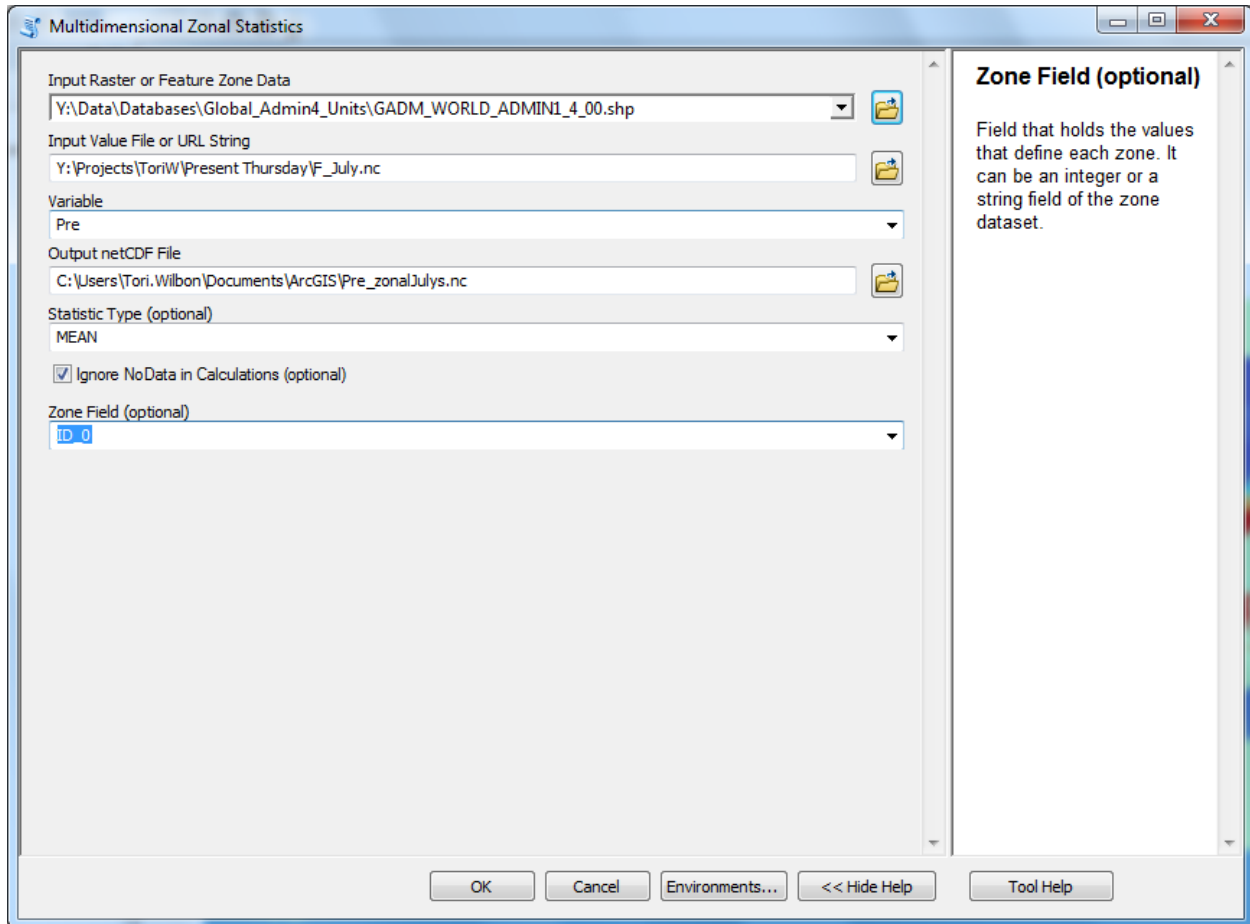 Multidimensional Zonal Statistics
Input Raster or Feature Zone Data
Y:\Data\Databases\Global_Admin4_Units\GADM_WORLD_ADMIN1_4_00.shp
Input Value File or URL String
Y:\Projects\ToriW\Present Thursday\F_July.nc
Variable
Pre
Output netCDF File
C:\Users\Tori.Wilbon\Documents\ArcGIS\Pre_zonalJulys.nc
Statistic Type (optional)
MEAN
Ignore NoData in Calculations (optional)
Zone Field (optional)
ID_0
Zone Field (optional)
Field that holds the values
that define each zone. It
can be an integer or a
string field of the zone
dataset.
OK
Cancel
Environments...
<< Hide Help
Tool Help